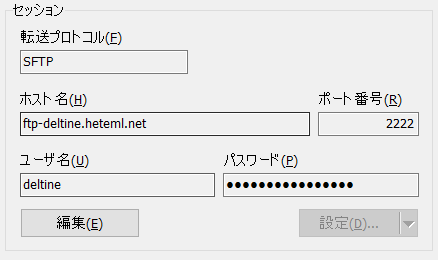 セッション
転送プロトコル(F)
SFTP
ホスト名(H) ポート番号(R)
ftp-deltine.heteml.net 2222
ユーザ名(U) パスワード(P)
deltine ●●●●●●●●●●●●●●●●
編集(E) 設定(D)...